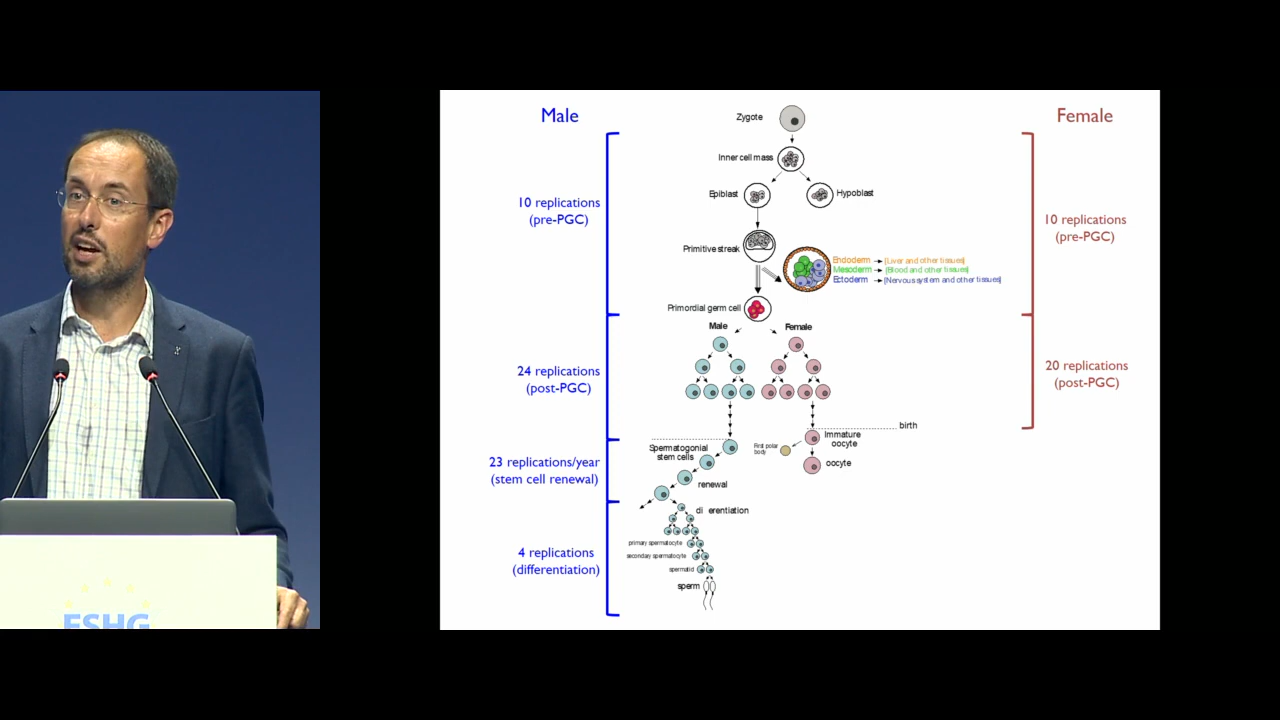 Male
Female
Zygote
Inner cell mass
Epiblast
Hypoblast
10 replications
(pre-PGC)
10 replications
(pre-PGC)
Primitive streak
Endoderm [Liver and other tissues]
Mesoderm [Blood and other tissues]
Ectoderm [Nervous system and other tissues]
Primordial germ cell
Male
Female
24 replications
(post-PGC)
20 replications
(post-PGC)
birth
Immature
oocyte
First polar
body
oocyte
Spermatogonial
stem cells
23 replications/year
(stem cell renewal)
renewal
di erentiation
primary spermatocyte
secondary spermatocyte
spermatid
4 replications
(differentiation)
sperm
ESHG